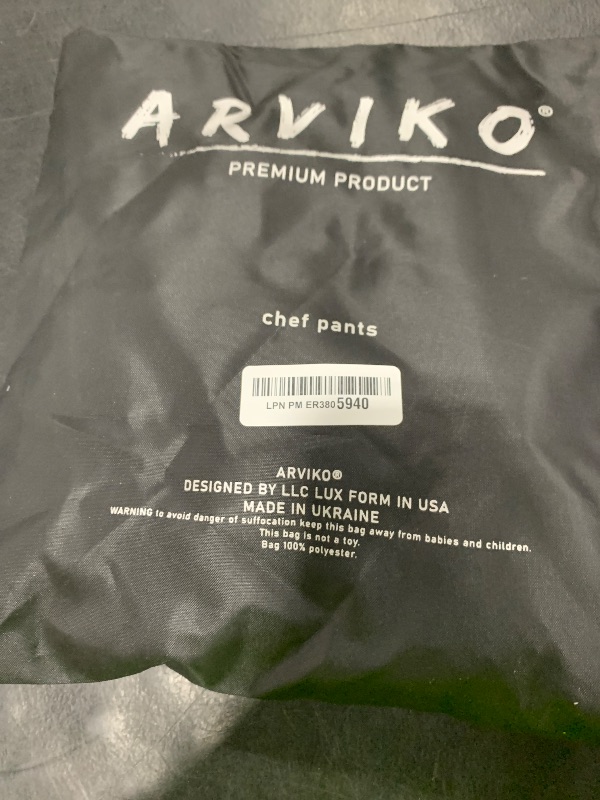 ARVIKO®
PREMIUM PRODUCT
chef pants
LPN PM ER3805940
ARVIKO®
DESIGNED BY LLC LUX FORM IN USA
MADE IN UKRAINE
WARNING to avoid danger of suffocation keep this bag away from babies and children.
This bag is not a toy.
Bag 100% polyester.